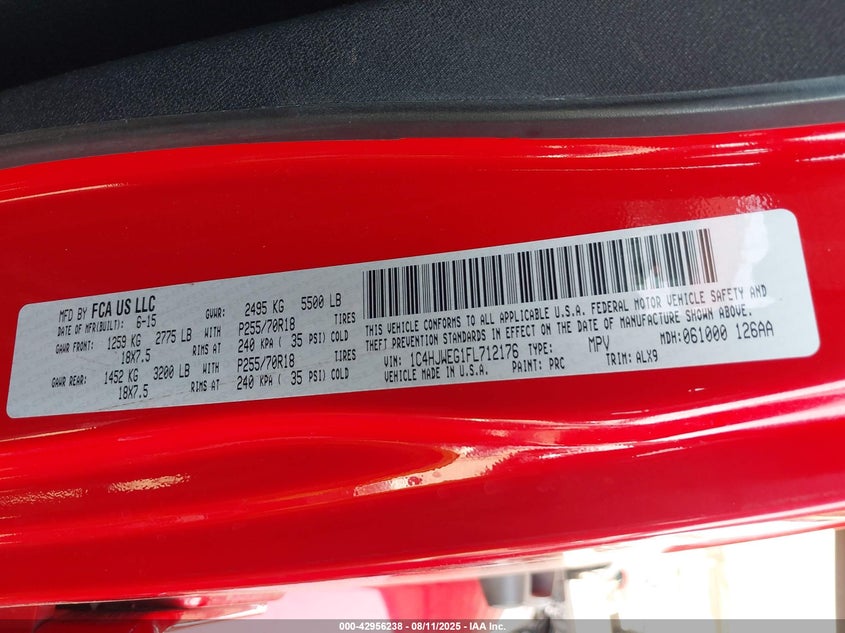 MFD BY FCA US LLC
DATE OF MFR(BUILT): 6-15 GVWR: 2495 KG 5500 LB
GAWR FRONT: 1259 KG 2775 LB WITH P255/70R18 TIRES
18X7.5 RIMS AT 240 KPA ( 35 PSI) COLD
GAWR REAR: 1452 KG 3200 LB WITH P255/70R18 TIRES
18X7.5 RIMS AT 240 KPA ( 35 PSI) COLD
THIS VEHICLE CONFORMS TO ALL APPLICABLE U.S.A. FEDERAL MOTOR VEHICLE SAFETY AND
THEFT PREVENTION STANDARDS IN EFFECT ON THE DATE OF MANUFACTURE SHOWN ABOVE.
VIN: 1C4HJWEG1FL712176 TYPE: MPV MDH:061000 126AA
VEHICLE MADE IN U.S.A. PAINT: PRC TRIM: ALX9
000-42956238 - 08/11/2025 - IAA Inc.